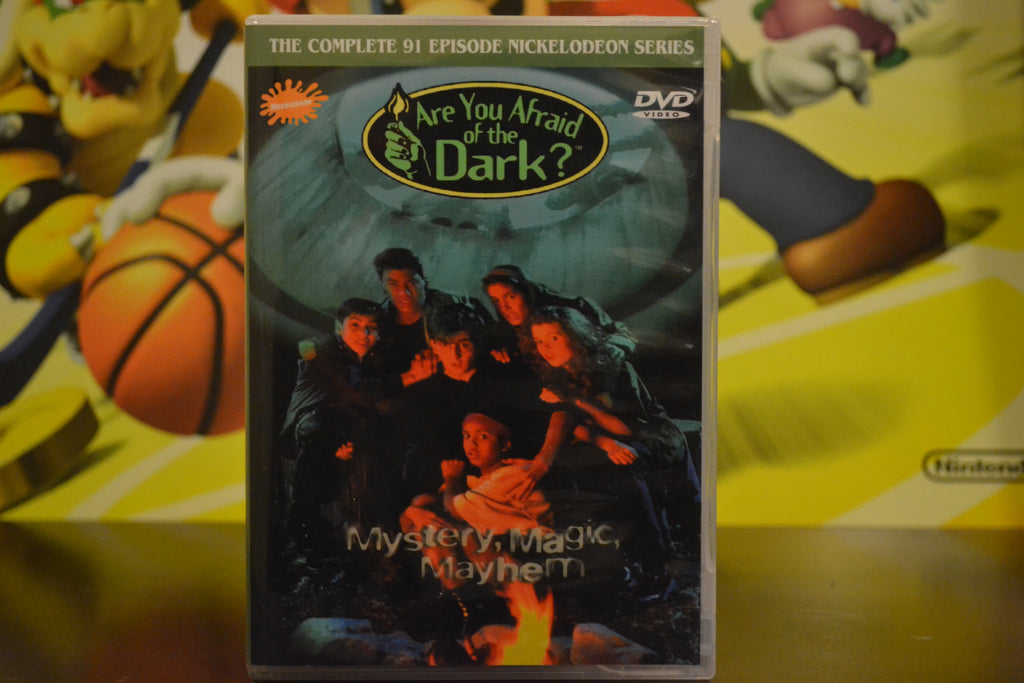 THE COMPLETE 91 EPISODE NICKELODEON SERIES
NICKELODEON
Are You Afraid
of the
Dark?™
DVD
VIDEO
Mystery, Magic,
Mayhem
Nintendo